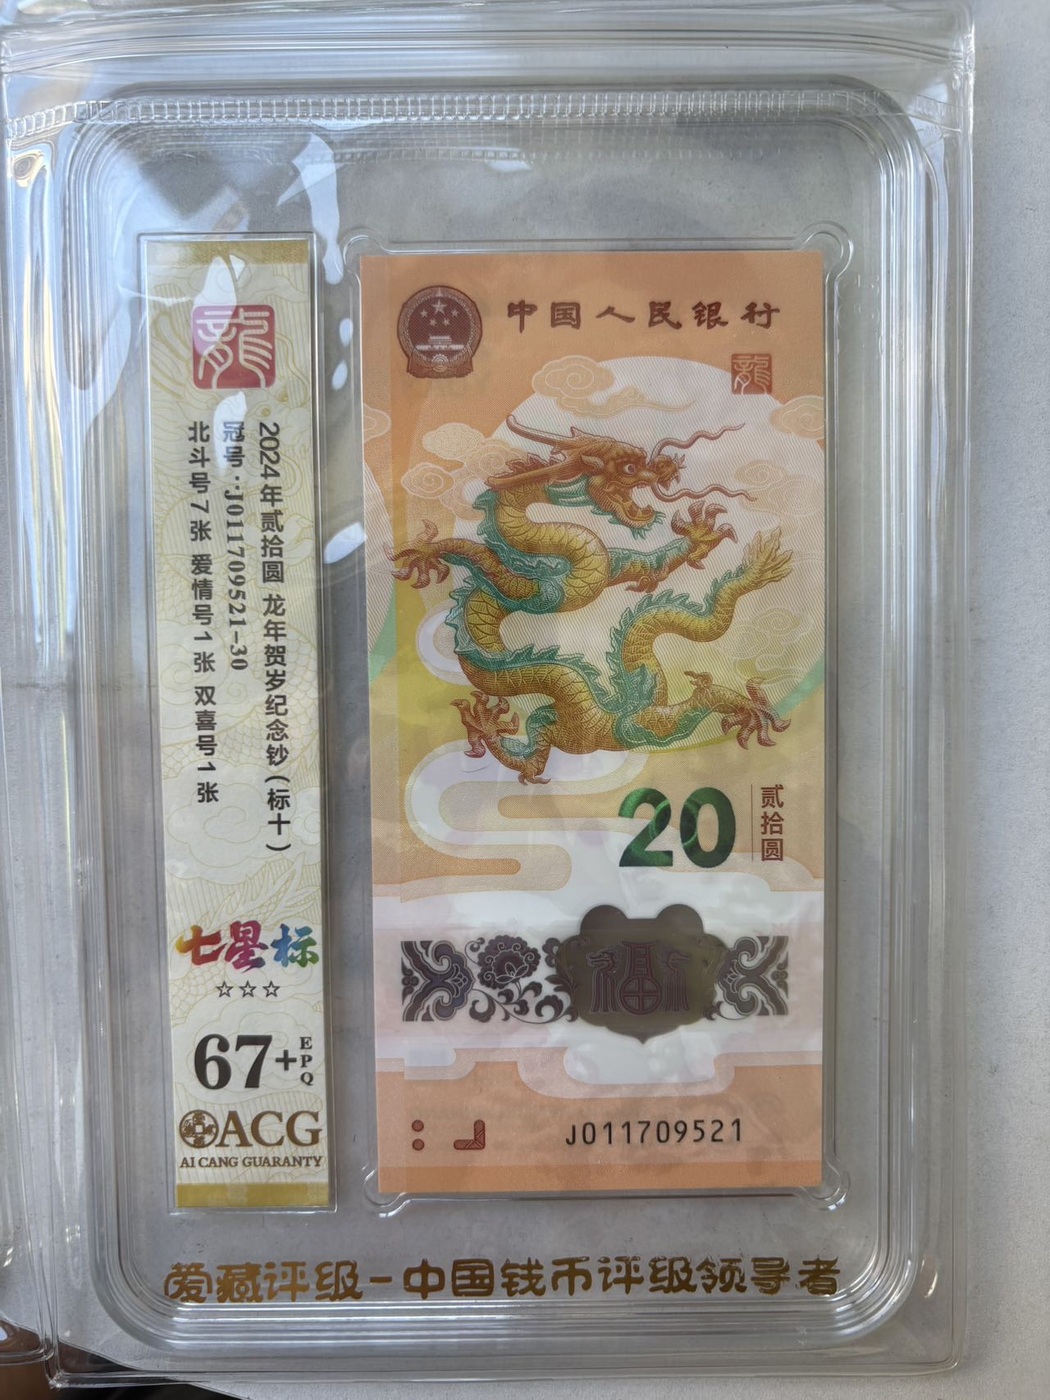 龍
2024年贰拾圆 龙年贺岁纪念钞(标十)
冠号:J011709521-30
北斗号7张 爱情号1张 双喜号1张
七星标
☆☆☆
67+EPQ
ACG
AI CANG GUARANTY
中国人民银行
龍
20
贰拾圆
福
J011709521
爱藏评级-中国钱币评级领导者